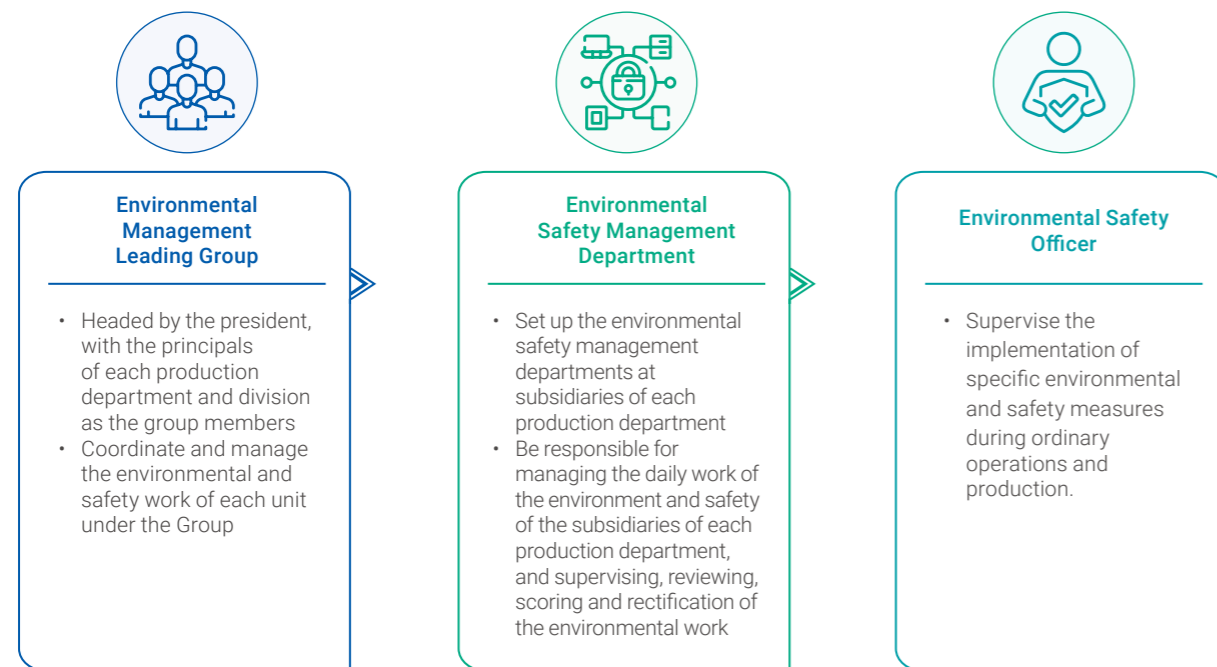 Environmental
Management
Leading Group
• Headed by the president,
with the principals
of each production
department and division
as the group members
• Coordinate and manage
the environmental and
safety work of each unit
under the Group
Environmental
Safety Management
Department
• Set up the environmental
safety management
departments at
subsidiaries of each
production department
• Be responsible for
managing the daily work of
the environment and safety
of the subsidiaries of each
production department,
and supervising, reviewing,
scoring and rectification of
the environmental work
Environmental Safety
Officer
• Supervise the
implementation of
specific environmental
and safety measures
during ordinary
operations and
production.